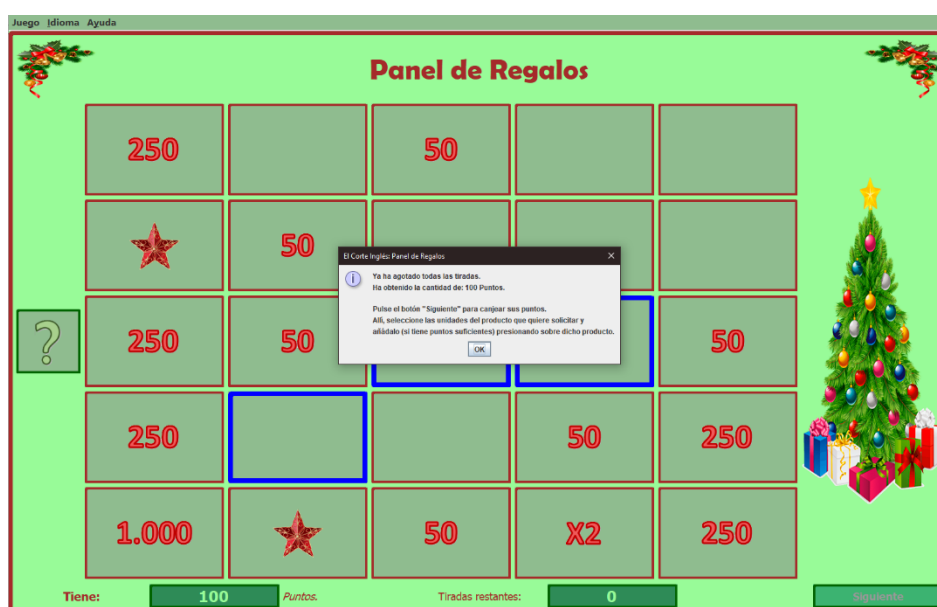 Juego Idioma Ayuda
Panel de Regalos
250
50
50
El Corte Inglés: Panel de Regalos
Ya ha agotado todas las tiradas.
Ha obtenido la cantidad de: 100 Puntos.
Pulse el botón "Siguiente" para canjear sus puntos.
Allí, seleccione las unidades del producto que quiere solicitar y
añádalo (si tiene puntos suficientes) presionando sobre dicho producto.
OK
?
250
50
50
250
50
250
1.000
50
X2
250
Tiene: 100 Puntos. Tiradas restantes: 0 Siguiente